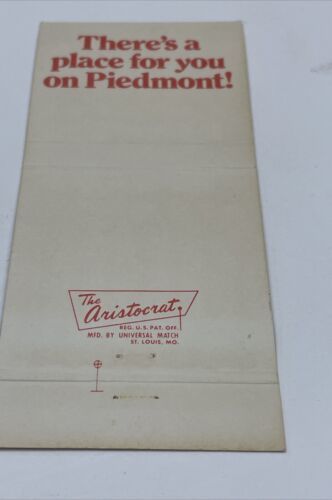 There's a
place for you
on Piedmont!
The
Aristocrat
REG. U.S. PAT. OFF.
MFD. BY UNIVERSAL MATCH
ST. LOUIS, MO.